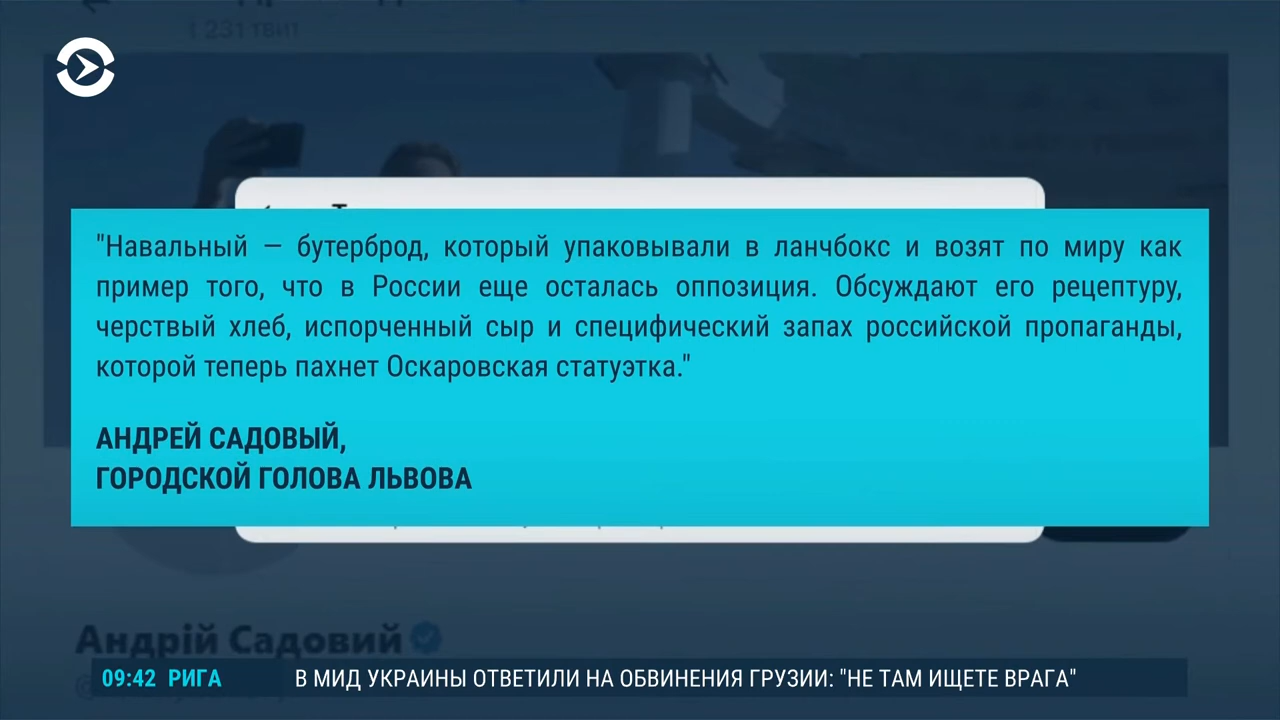 "Навальный — бутерброд, который упаковывали в ланчбокс и возят по миру как
пример того, что в России еще осталась оппозиция. Обсуждают его рецептуру,
черствый хлеб, испорченный сыр и специфический запах российской пропаганды,
которой теперь пахнет Оскаровская статуэтка."
АНДРЕЙ САДОВЫЙ,
ГОРОДСКОЙ ГОЛОВА ЛЬВОВА
Андрій Садовий
09:42 РИГА В МИД УКРАИНЫ ОТВЕТИЛИ НА ОБВИНЕНИЯ ГРУЗИИ: "НЕ ТАМ ИЩЕТЕ ВРАГА"